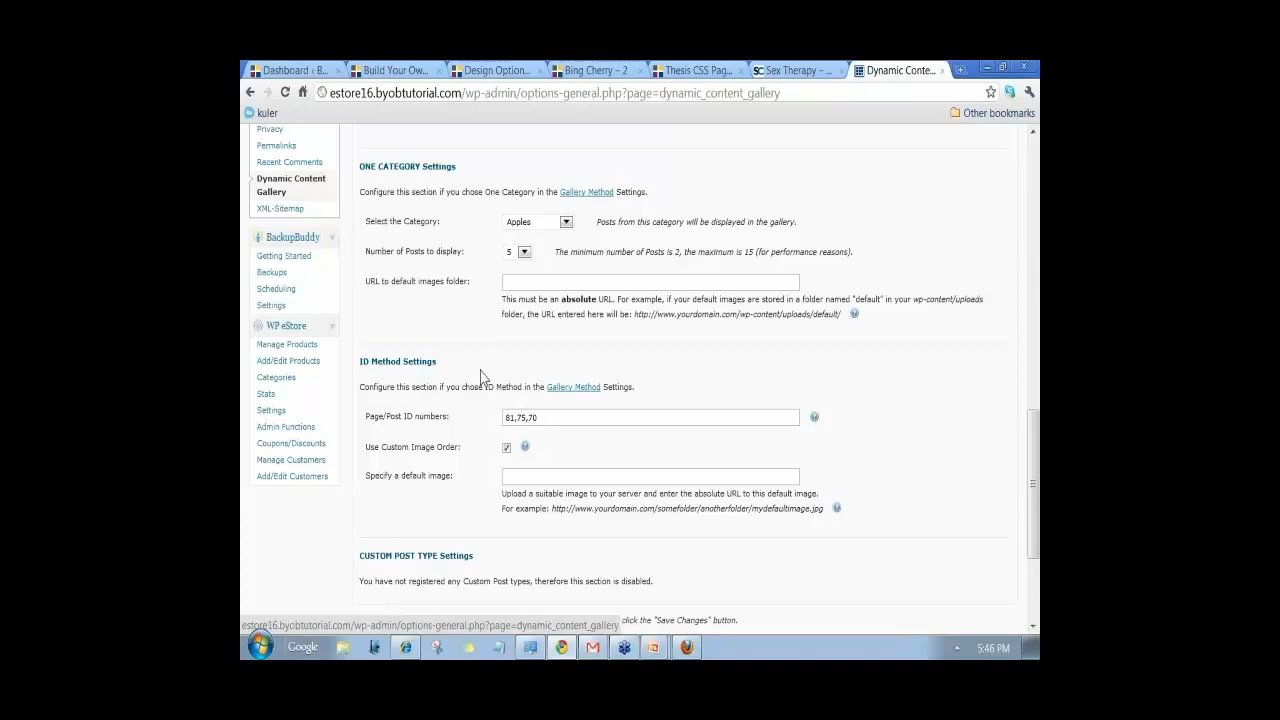 Dashboard ‹ B...
Build Your Ow...
Design Option...
Bing Cherry – 2
Thesis CSS Pag...
SC Sex Therapy – ...
Dynamic Conte...
estore16.byobtutorial.com/wp-admin/options-general.php?page=dynamic_content_gallery
kuler
Other bookmarks
Privacy
Permalinks
Recent Comments
Dynamic Content
Gallery
XML-Sitemap
BackupBuddy
Getting Started
Backups
Scheduling
Settings
WP eStore
Manage Products
Add/Edit Products
Categories
Stats
Settings
Admin Functions
Coupons/Discounts
Manage Customers
Add/Edit Customers
ONE CATEGORY Settings
Configure this section if you chose One Category in the Gallery Method Settings.
Select the Category: Apples Posts from this category will be displayed in the gallery.
Number of Posts to display: 5 The minimum number of Posts is 2, the maximum is 15 (for performance reasons).
URL to default images folder:
This must be an absolute URL. For example, if your default images are stored in a folder named "default" in your wp-content/uploads
folder, the URL entered here will be: http://www.yourdomain.com/wp-content/uploads/default/
ID Method Settings
Configure this section if you chose ID Method in the Gallery Method Settings.
Page/Post ID numbers: 81,75,70
Use Custom Image Order:
Specify a default image:
Upload a suitable image to your server and enter the absolute URL to this default image.
For example: http://www.yourdomain.com/somefolder/anotherfolder/mydefaultimage.jpg
CUSTOM POST TYPE Settings
You have not registered any Custom Post types, therefore this section is disabled.
click the "Save Changes" button.
estore16.byobtutorial.com/wp-admin/options-general.php?page=dynamic_content_gallery
Google
5:46 PM